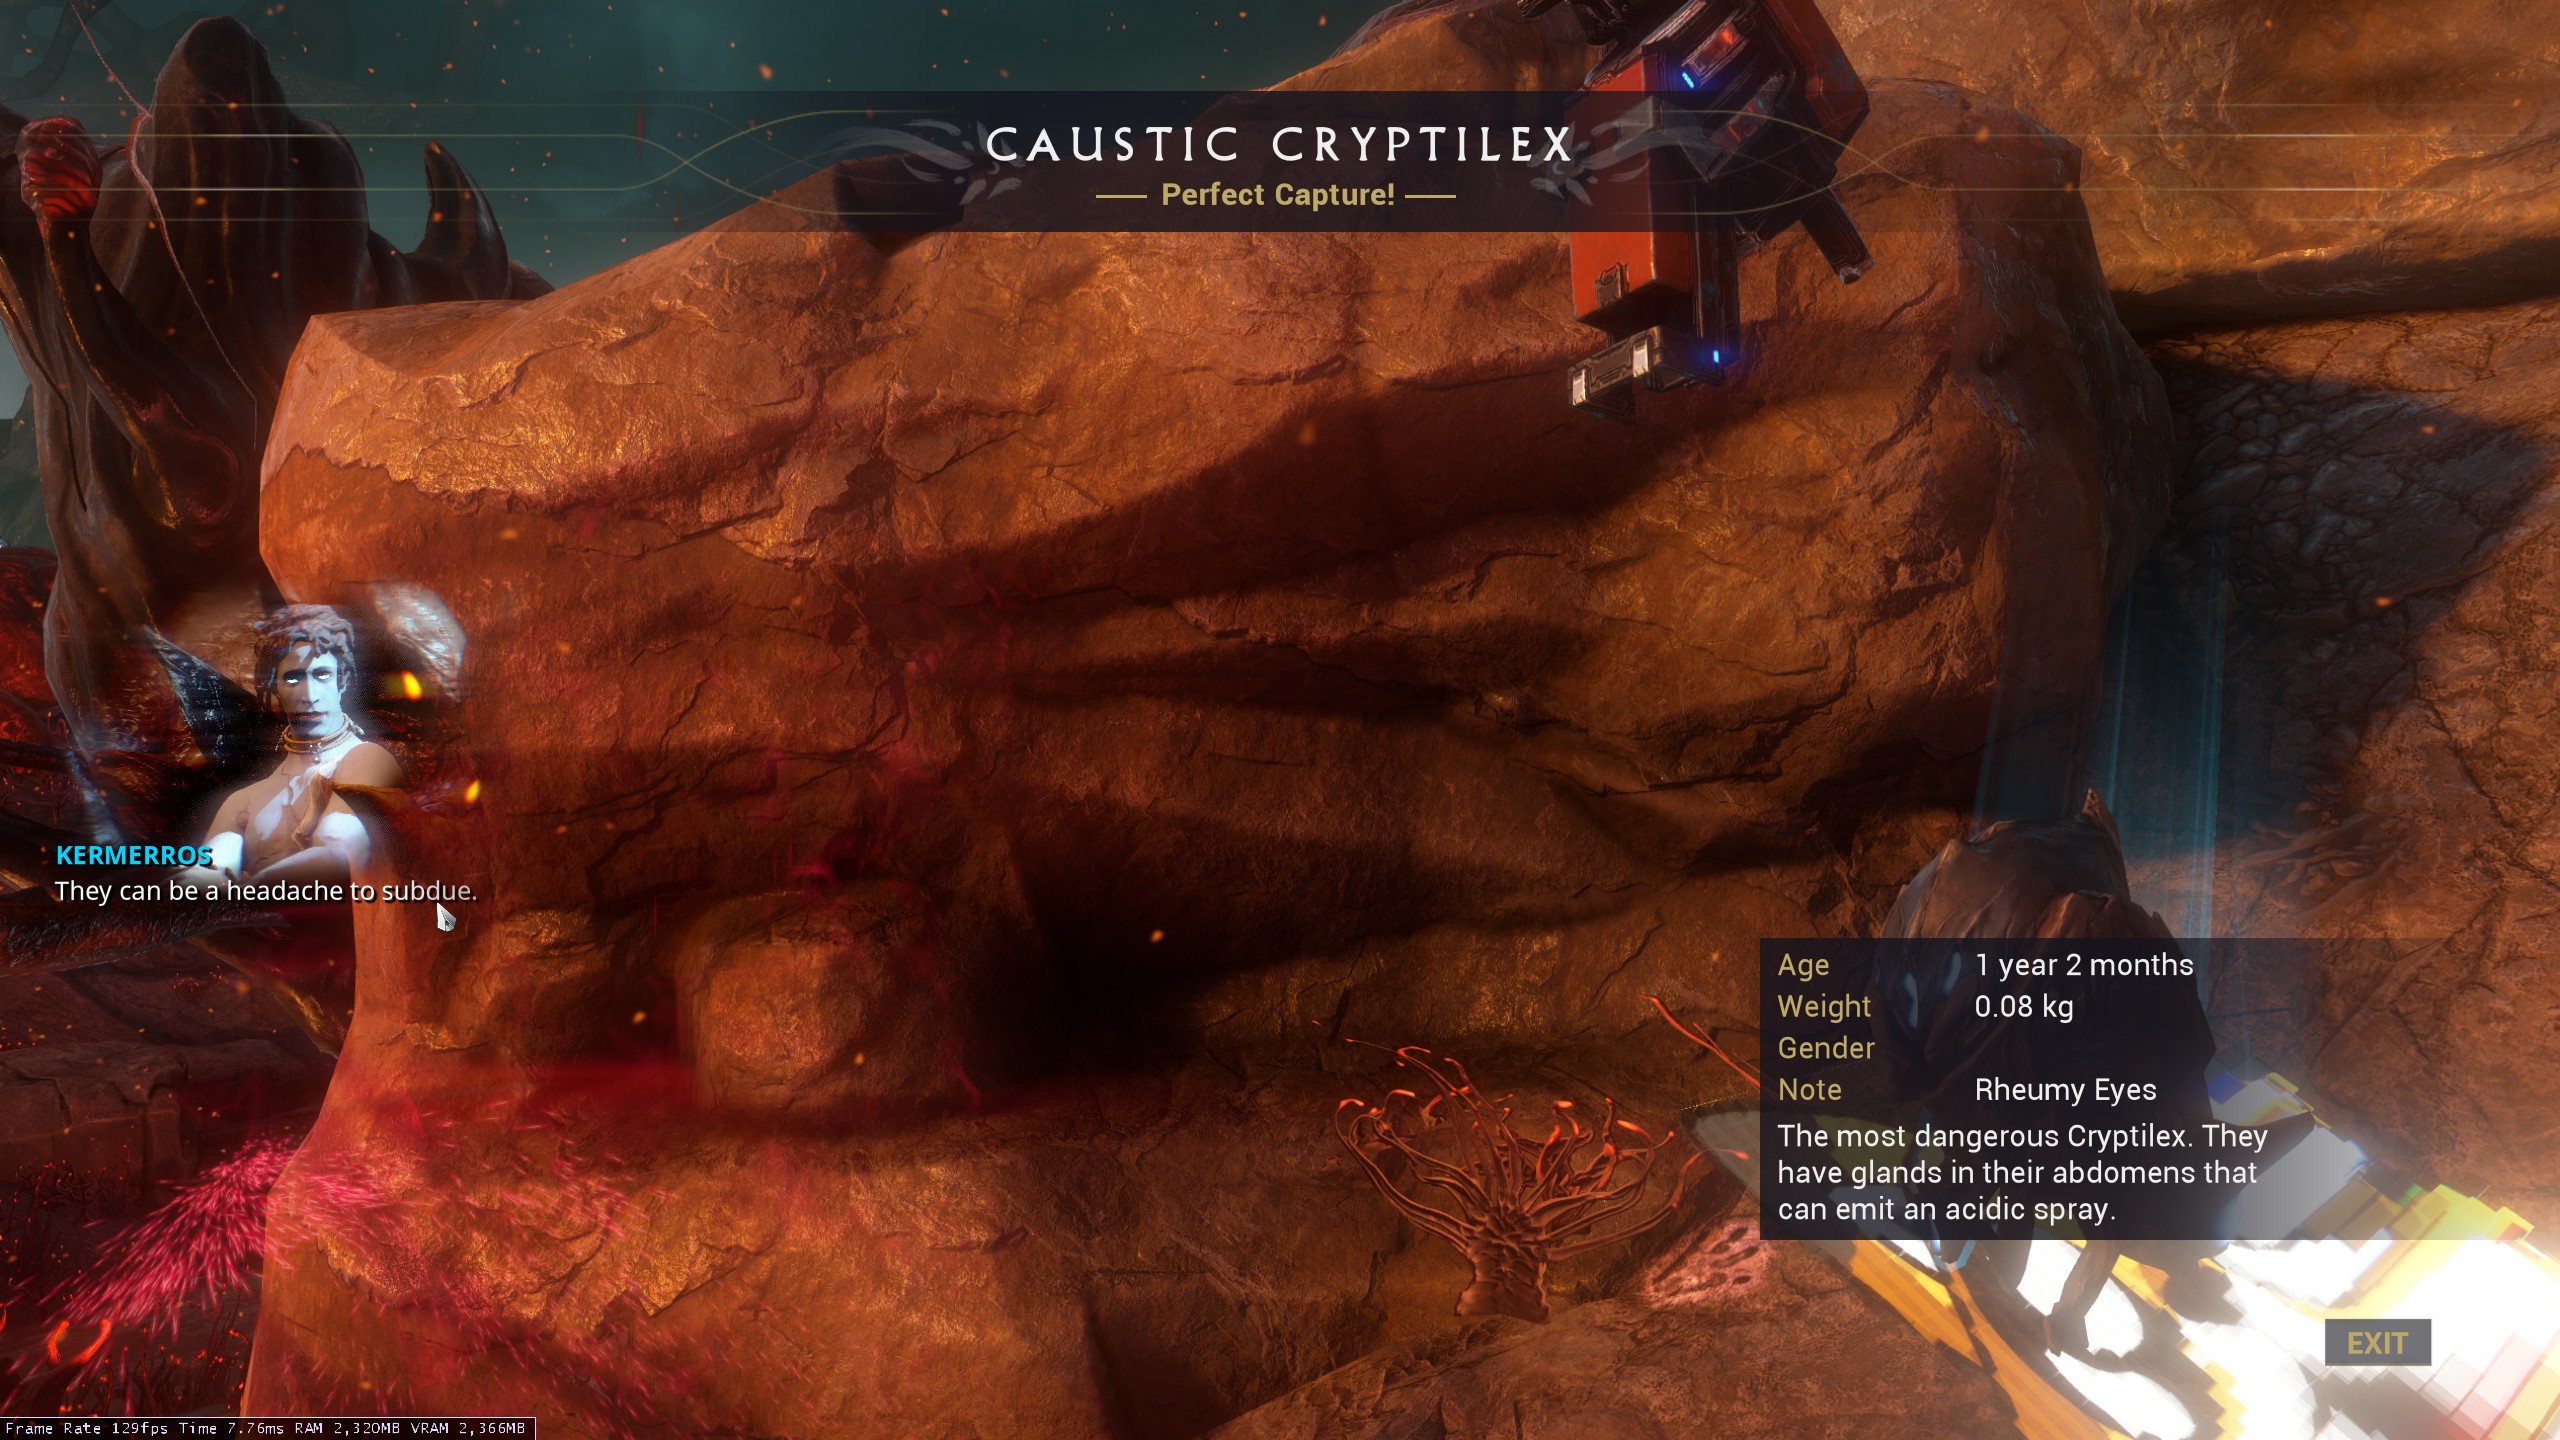 CAUSTIC CRYPTILEX
Perfect Capture!
KERMERROS
They can be a headache to subdue.
Age 1 year 2 months
Weight 0.08 kg
Gender
Note Rheumy Eyes
The most dangerous Cryptilex. They
have glands in their abdomens that
can emit an acidic spray.
EXIT
Frame Rate 129fps Time 7.76ms RAM 2,320MB VRAM 2,366MB